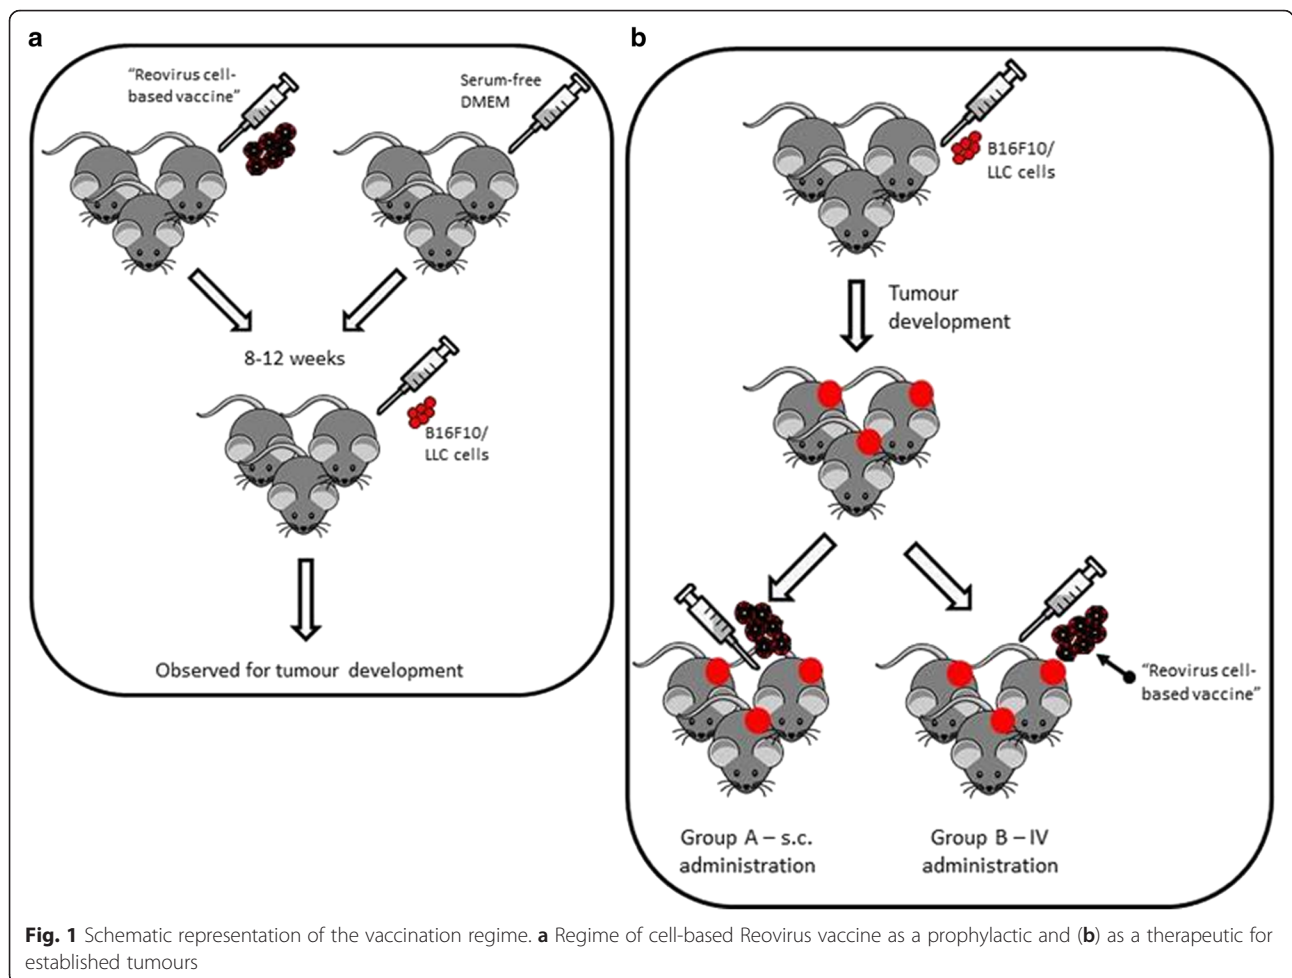 a
“Reovirus cell-
based vaccine”
Serum-free
DMEM
8-12 weeks
B16F10/
LLC cells
Observed for tumour development
b
B16F10/
LLC cells
Tumour
development
“Reovirus cell-
based vaccine”
Group A – s.c.
administration
Group B – IV
administration
Fig. 1 Schematic representation of the vaccination regime. a Regime of cell-based Reovirus vaccine as a prophylactic and (b) as a therapeutic for
established tumours